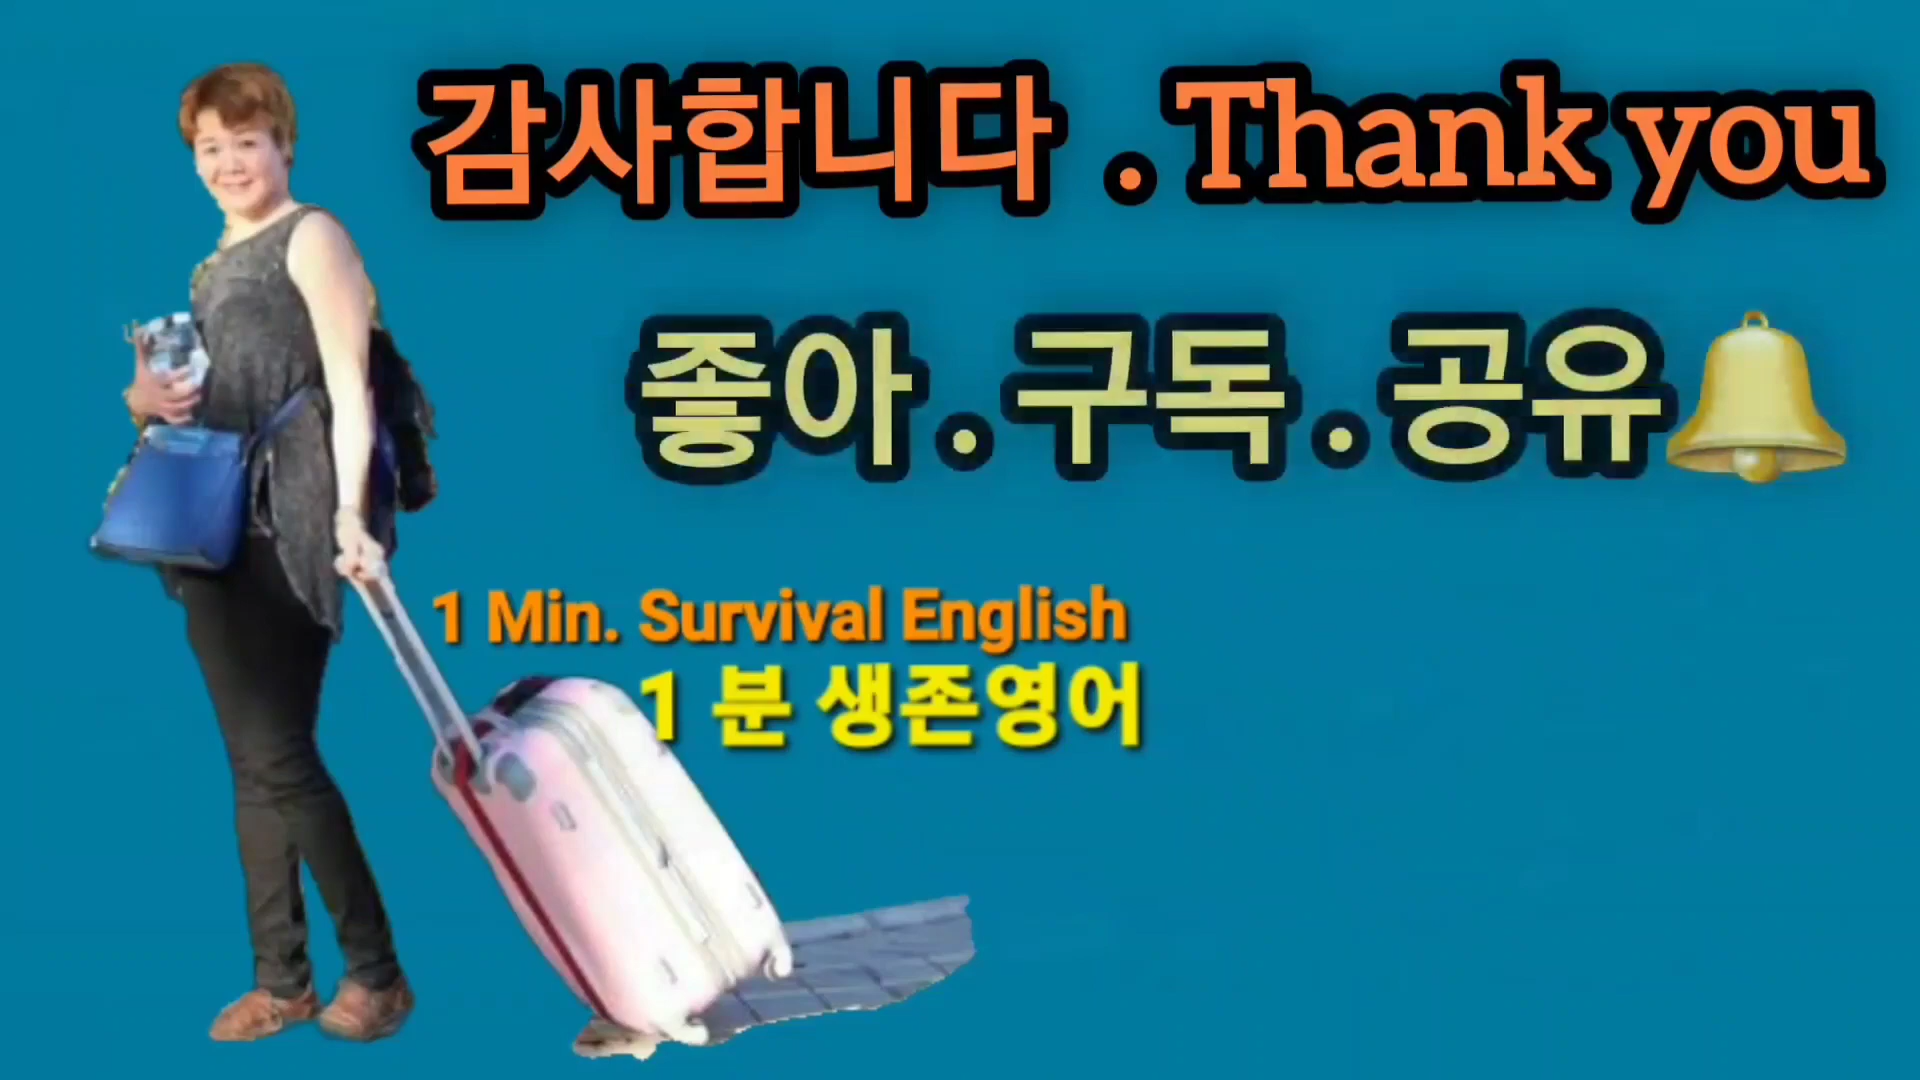 감사합니다 . Thank you
좋아 . 구독 . 공유
1 Min. Survival English
1 분 생존영어